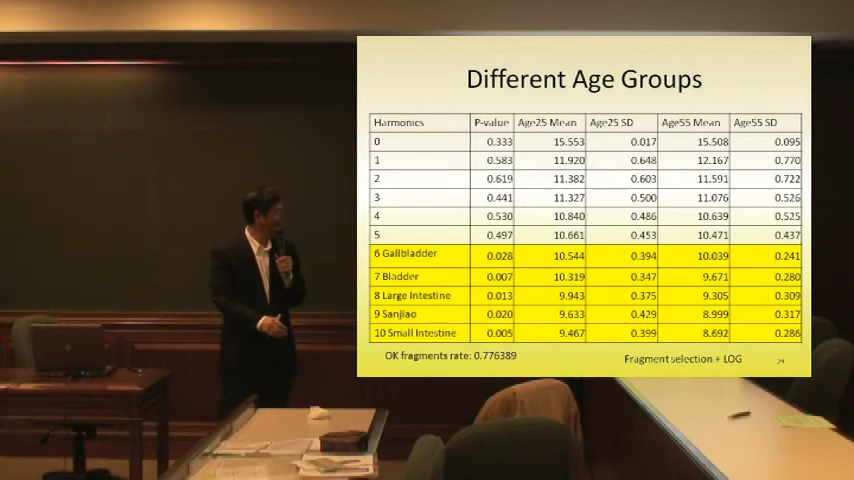 Different Age Groups
Harmonics P-value Age25 Mean Age25 SD Age55 Mean Age55 SD
0 0.333 15.553 0.017 15.508 0.095
1 0.583 11.920 0.648 12.167 0.770
2 0.619 11.382 0.603 11.591 0.722
3 0.441 11.327 0.500 11.076 0.526
4 0.530 10.840 0.486 10.639 0.525
5 0.497 10.661 0.453 10.471 0.437
6 Gallbladder 0.028 10.544 0.394 10.039 0.241
7 Bladder 0.007 10.319 0.347 9.671 0.280
8 Large Intestine 0.013 9.943 0.375 9.305 0.309
9 Sanjiao 0.020 9.633 0.429 8.999 0.317
10 Small Intestine 0.005 9.467 0.399 8.692 0.286
OK fragments rate: 0.776389
Fragment selection + LOG